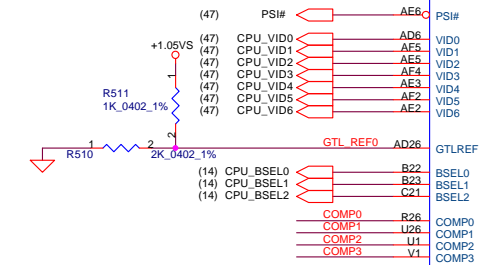 (47) PSI# AE6 PSI#
(47) CPU_VID0 AD6 VID0
+1.05VS (47) CPU_VID1 AF5 VID1
(47) CPU_VID2 AE5 VID2
(47) CPU_VID3 AF4 VID3
1 (47) CPU_VID4 AE3 VID4
R511 (47) CPU_VID5 AF2 VID5
1K_0402_1% (47) CPU_VID6 AE2 VID6
2
1 2 GTL_REF0 AD26 GTLREF
R510 2K_0402_1%
(14) CPU_BSEL0 B22 BSEL0
(14) CPU_BSEL1 B23 BSEL1
(14) CPU_BSEL2 C21 BSEL2
COMP0 R26 COMP0
COMP1 U26 COMP1
COMP2 U1 COMP2
COMP3 V1 COMP3